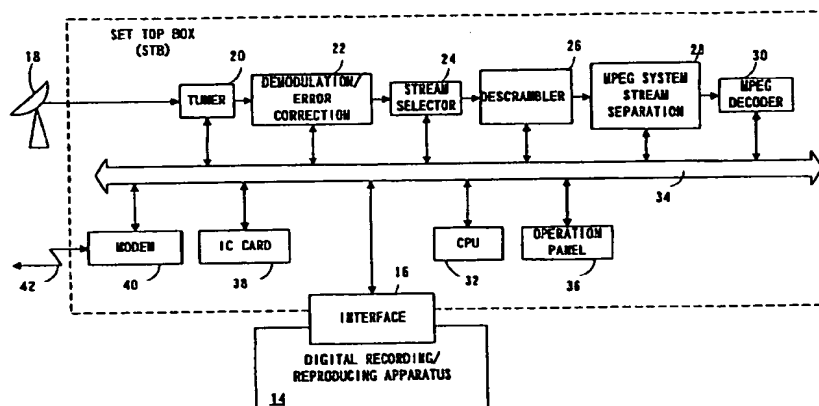 SET TOP BOX
(STB)
18
20
TUNER
22
DEMODULATION/
ERROR
CORRECTION
24
STREAM
SELECTOR
26
DESCRAMBLER
28
MPEG SYSTEM
STREAM
SEPARATION
30
MPEG
DECODER
34
MODEM
40
42
IC CARD
38
CPU
32
OPERATION
PANEL
36
16
INTERFACE
DIGITAL RECORDING/
REPRODUCING APPARATUS
14